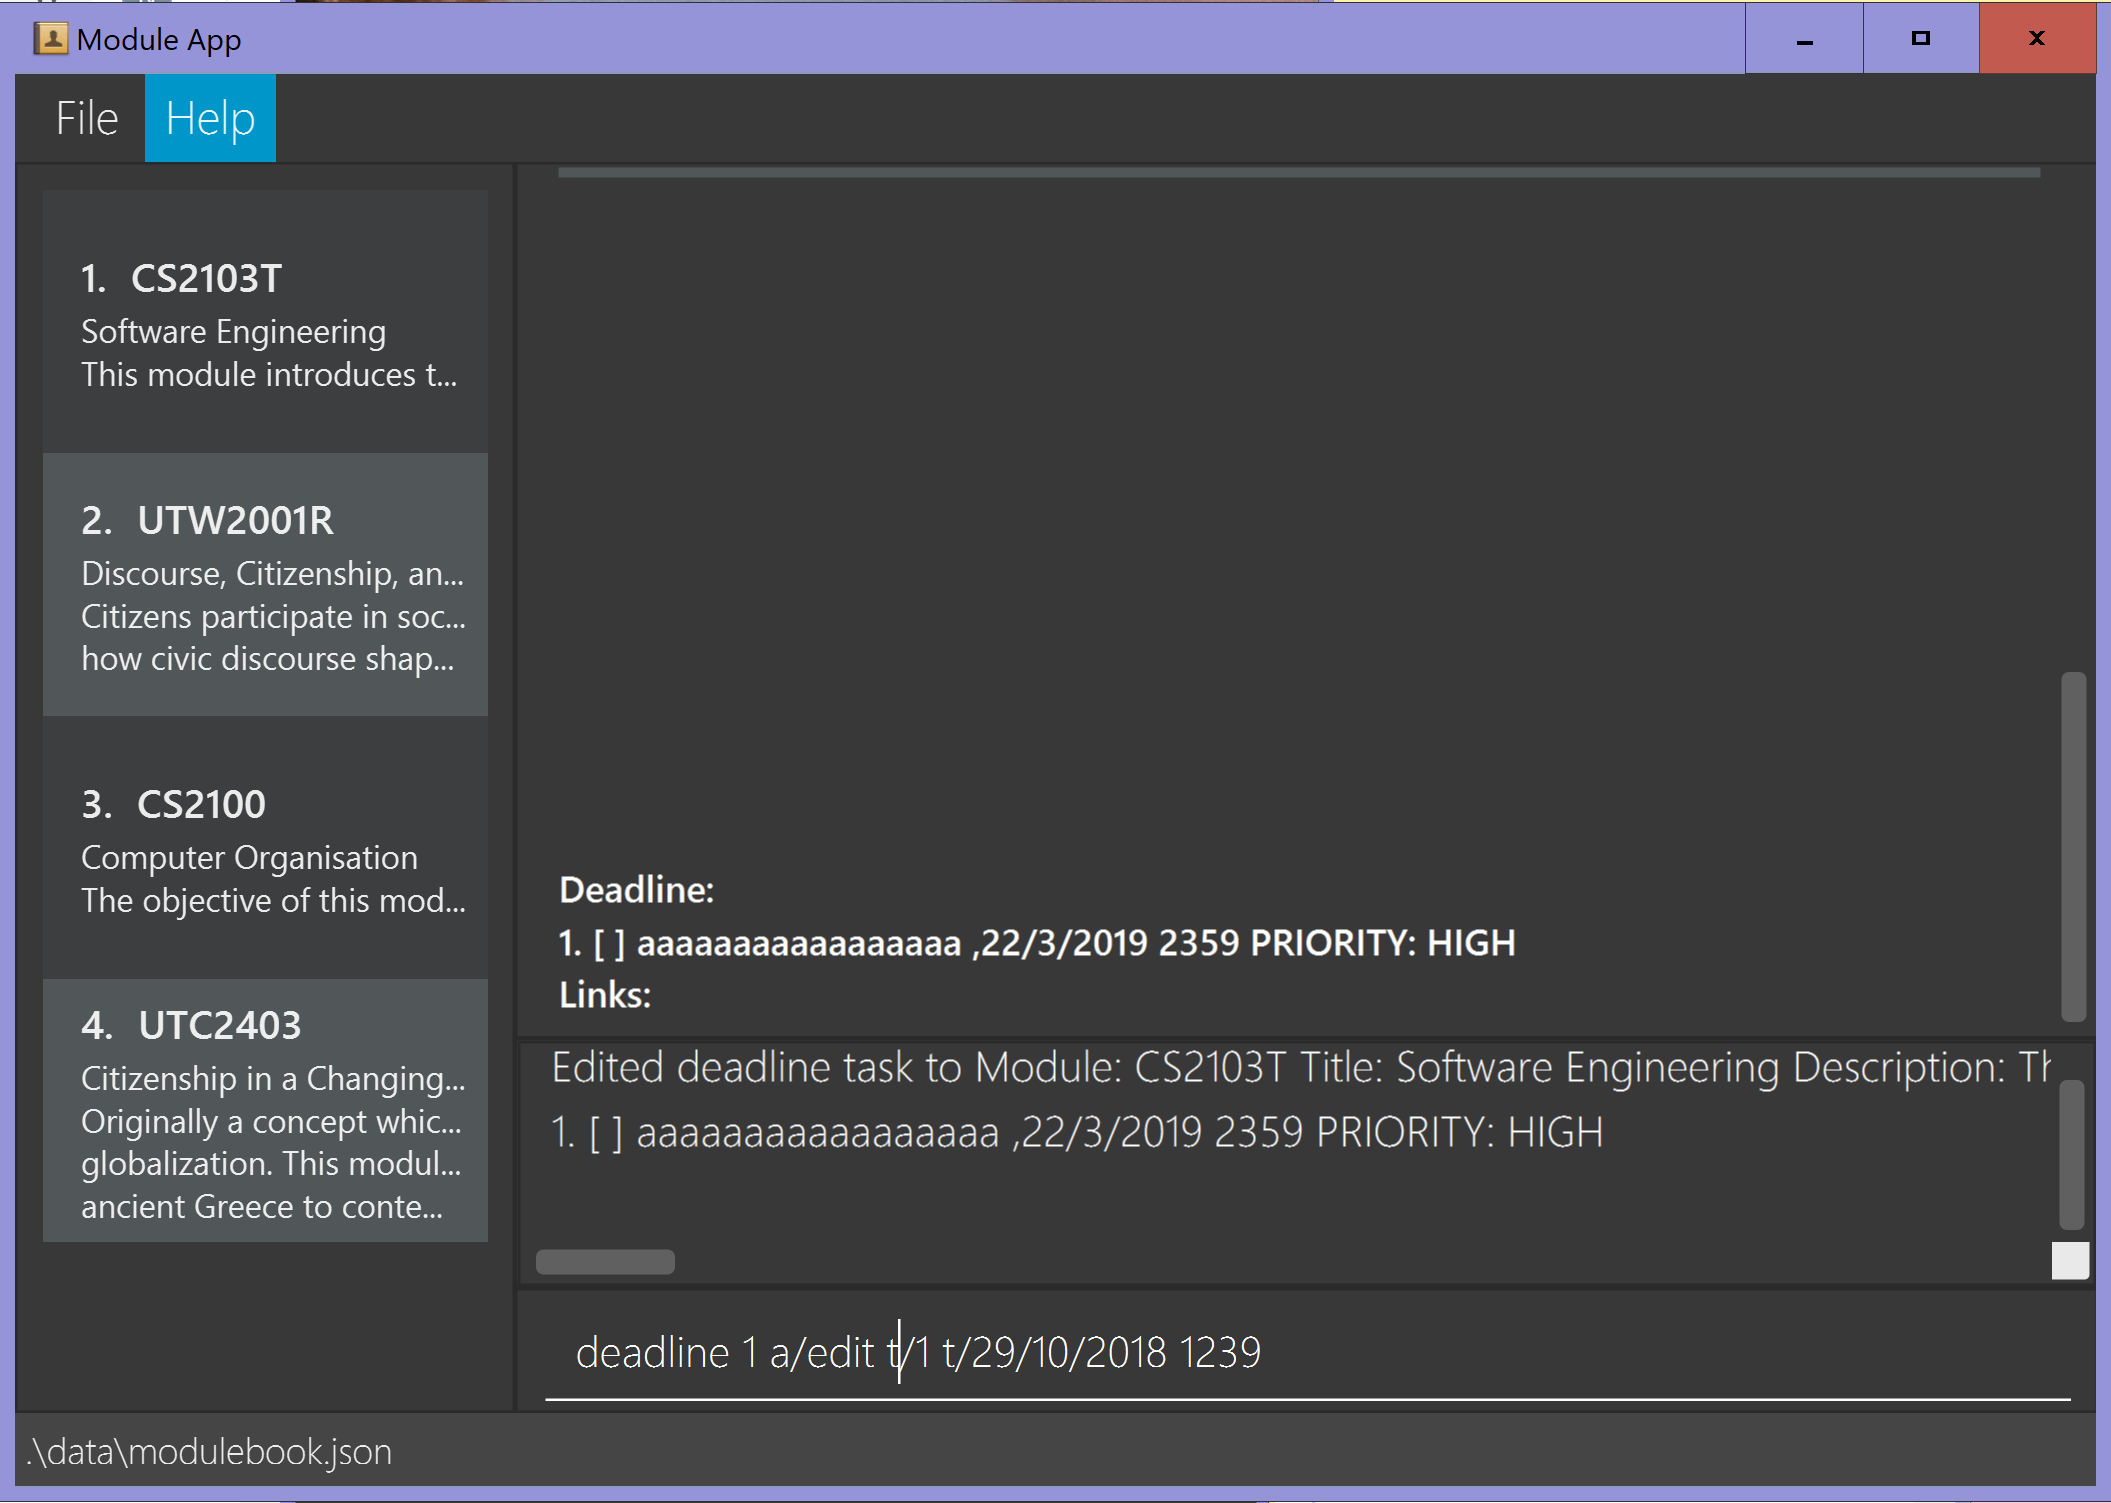 Module App
File Help
1. CS2103T
Software Engineering
This module introduces t...
2. UTW2001R
Discourse, Citizenship, an...
Citizens participate in soc...
how civic discourse shap...
3. CS2100
Computer Organisation
The objective of this mod...
4. UTC2403
Citizenship in a Changing...
Originally a concept whic...
globalization. This modul...
ancient Greece to conte...
Deadline:
1. [ ] aaaaaaaaaaaaaaaaa ,22/3/2019 2359 PRIORITY: HIGH
Links:
Edited deadline task to Module: CS2103T Title: Software Engineering Description: Th
1. [ ] aaaaaaaaaaaaaaaaa ,22/3/2019 2359 PRIORITY: HIGH
deadline 1 a/edit t/1 t/29/10/2018 1239
.\data\modulebook.json